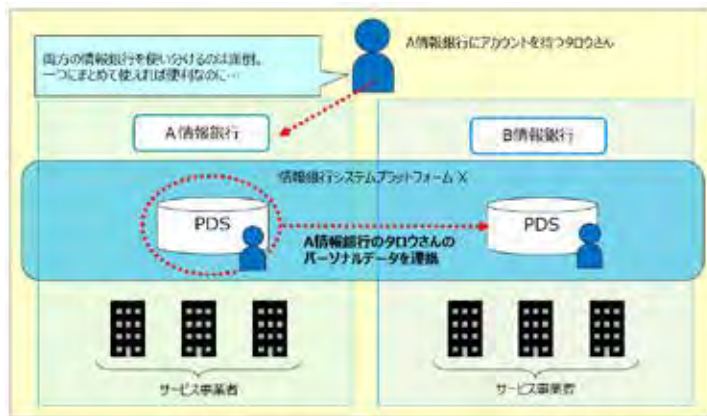 A情報銀行にアカウントを持つタロウさん
両方の情報銀行を使い分けるのは面倒。
一つにまとめて使えれば便利なのに…
A情報銀行
B情報銀行
情報銀行システムプラットフォーム X
PDS
PDS
A情報銀行のタロウさんの
パーソナルデータを連携
サービス事業者
サービス事業者